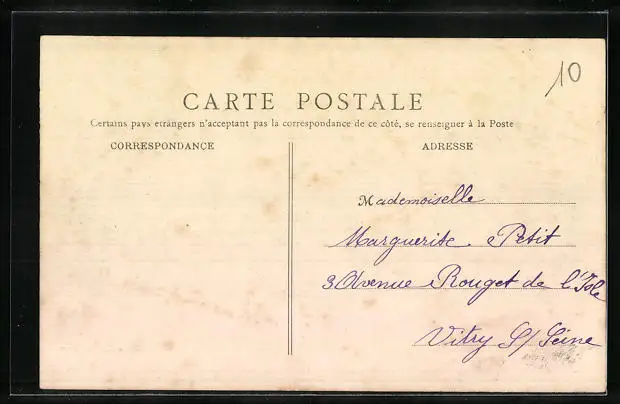 10
CARTE POSTALE
Certains pays etrangers n'acceptant pas la correspondance de ce côté, se renseigner à la Poste
CORRESPONDANCE
ADRESSE
Mademoiselle
Marguerite Petit
3 Avenue Rouget de l'Isle
Vitry S/ Seine